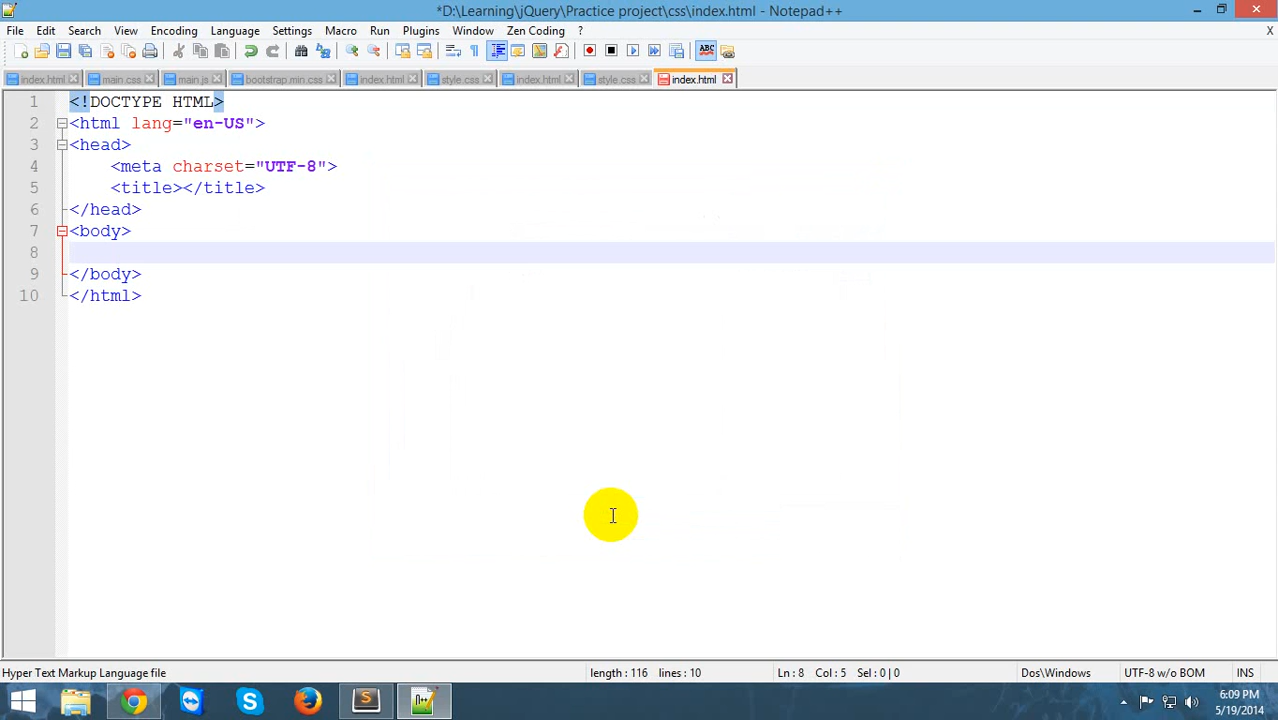 *D:\Learning\jQuery\Practice project\css\index.html - Notepad++
File Edit Search View Encoding Language Settings Macro Run Plugins Window Zen Coding ? X
index.html main.css main.js bootstrap.min.css index.html style.css index.html style.css index.html
1 <!DOCTYPE HTML>
2 <html lang="en-US">
3 <head>
4 <meta charset="UTF-8">
5 <title></title>
6 </head>
7 <body>
8
9 </body>
10 </html>
Hyper Text Markup Language file length : 116 lines : 10 Ln : 8 Col : 5 Sel : 0 | 0 Dos\Windows UTF-8 w/o BOM INS
6:09 PM
5/19/2014